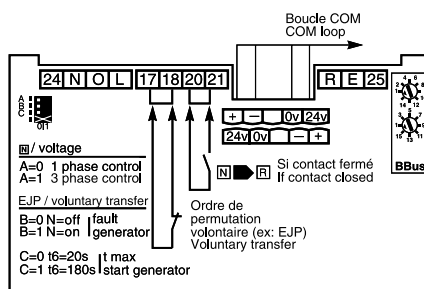 Boucle COM
COM loop
24 N O L 17 18 20 21 R E 25
A
B
C
0/1
+ – 0v 24v
24v 0v – +
BBus
N / voltage
A=0 1 phase control
A=1 3 phase control
N R
Si contact fermé
If contact closed
EJP / voluntary transfer
B=0 N=off fault
B=1 N=on generator
Ordre de
permutation
volontaire (ex: EJP)
Voluntary transfer
C=0 t6=20s t max
C=1 t6=180s start generator